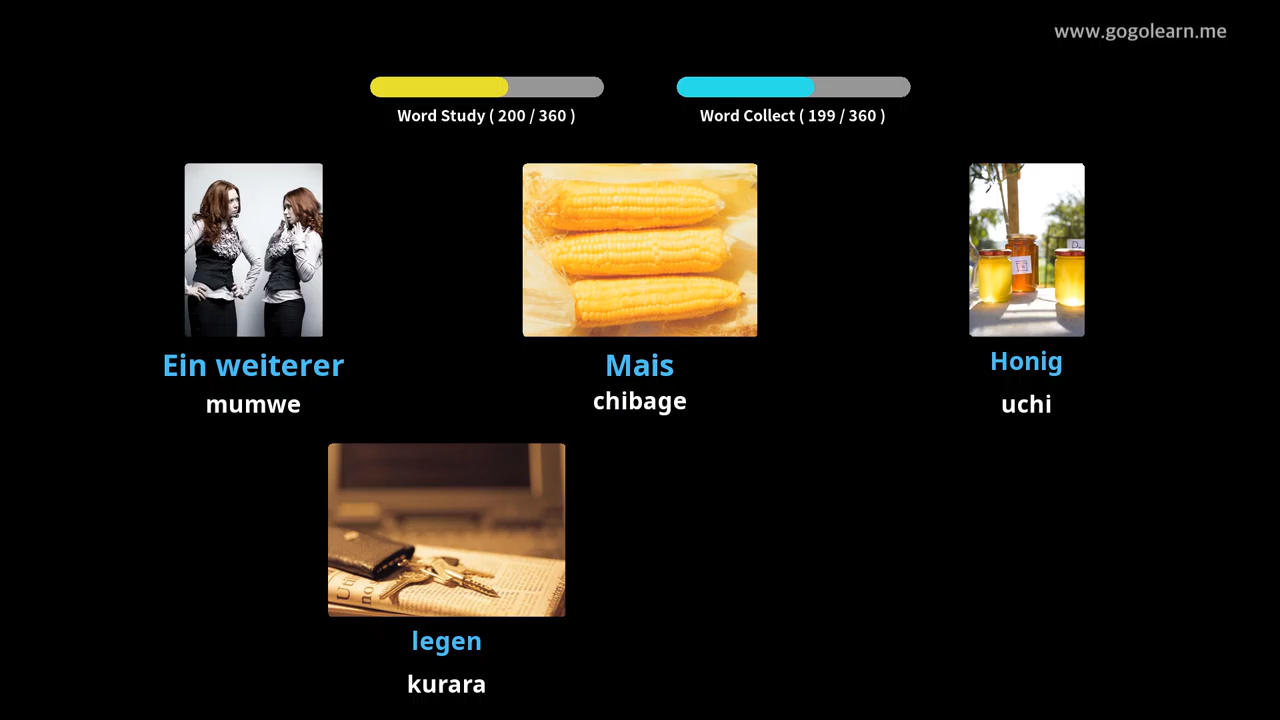 www.gogolearn.me
Word Study ( 200 / 360 )
Word Collect ( 199 / 360 )
Ein weiterer
mumwe
Mais
chibage
Honig
uchi
legen
kurara